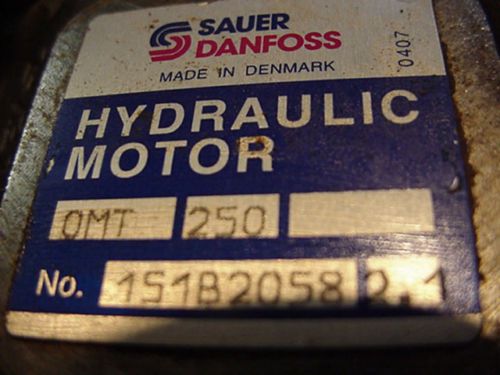 SAUER
DANFOSS
MADE IN DENMARK
0407
HYDRAULIC
MOTOR
OMT 250
No. 151B2058 2.1